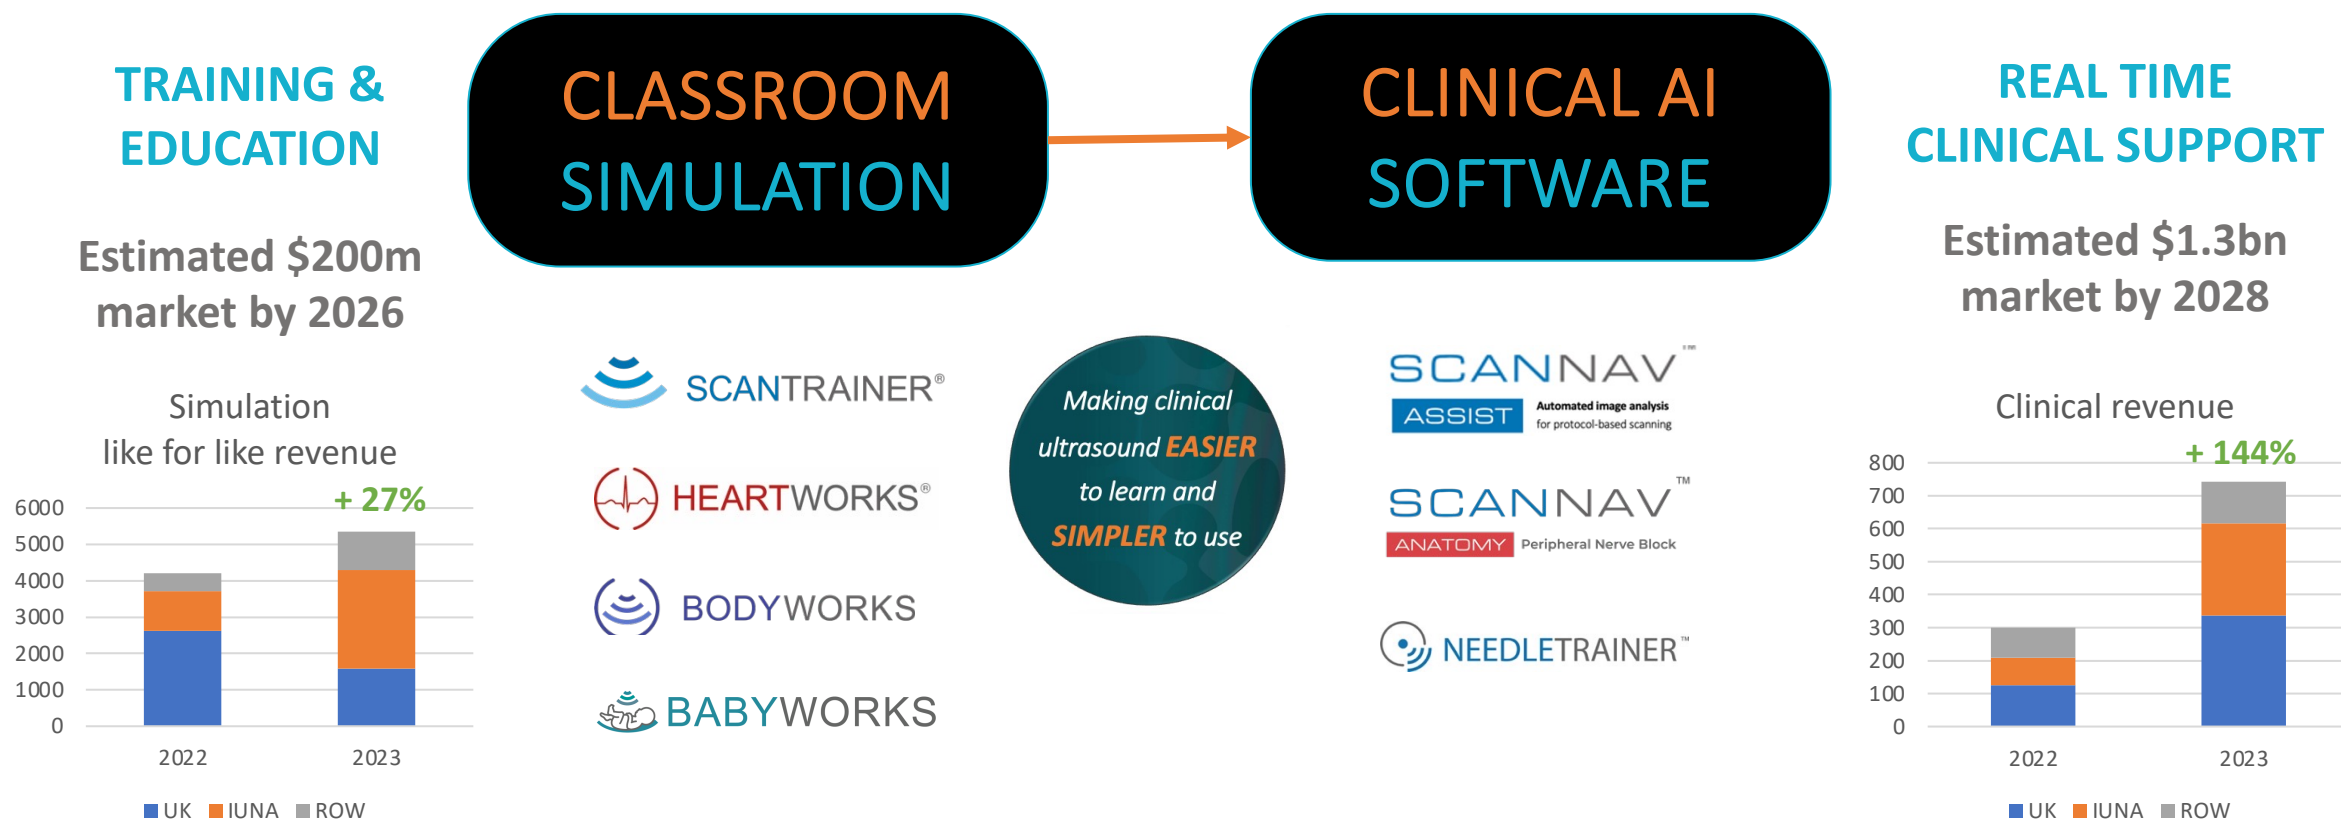 TRAINING &
EDUCATION
Estimated $200m
market by 2026
Simulation
like for like revenue
+ 27%
6000
5000
4000
3000
2000
1000
0
2022
2023
UK IUNA ROW
CLASSROOM
SIMULATION
SCANTRAINER®
HEARTWORKS®
BODYWORKS
BABYWORKS
Making clinical
ultrasound EASIER
to learn and
SIMPLER to use
CLINICAL AI
SOFTWARE
SCANNAV™
ASSIST
Automated image analysis
for protocol-based scanning
SCANNAV™
ANATOMY
Peripheral Nerve Block
NEEDLETRAINER™
REAL TIME
CLINICAL SUPPORT
Estimated $1.3bn
market by 2028
Clinical revenue
+ 144%
800
700
600
500
400
300
200
100
0
2022
2023
UK IUNA ROW